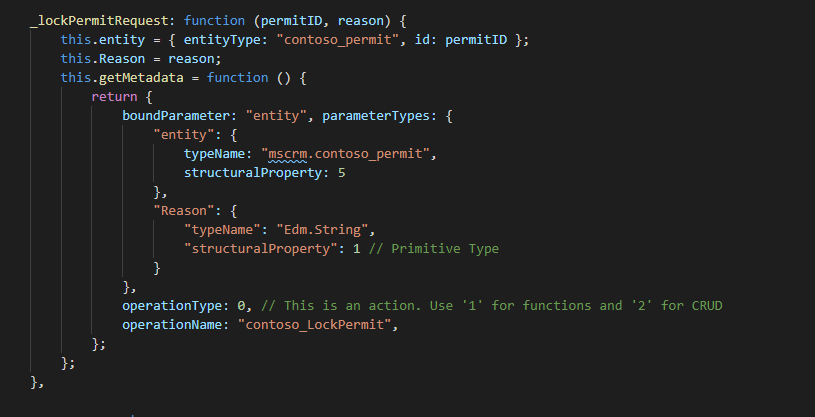 _lockPermitRequest: function (permitID, reason) {
this.entity = { entityType: "contoso_permit", id: permitID };
this.Reason = reason;
this.getMetadata = function () {
return {
boundParameter: "entity", parameterTypes: {
"entity": {
typeName: "mscrm.contoso_permit",
structuralProperty: 5
},
"Reason": {
"typeName": "Edm.String",
"structuralProperty": 1 // Primitive Type
}
},
operationType: 0, // This is an action. Use '1' for functions and '2' for CRUD
operationName: "contoso_LockPermit",
};
};
},